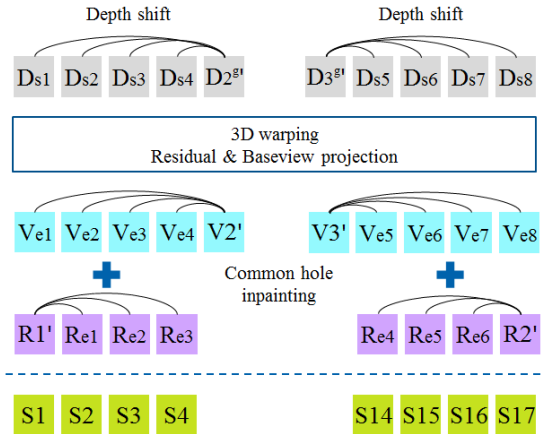 Depth shift Depth shift
Ds1 Ds2 Ds3 Ds4 D2g' D3g' Ds5 Ds6 Ds7 Ds8
3D warping
Residual & Baseview projection
Ve1 Ve2 Ve3 Ve4 V2' V3' Ve5 Ve6 Ve7 Ve8
Common hole
inpainting
R1' Re1 Re2 Re3 Re4 Re5 Re6 R2'
S1 S2 S3 S4 S14 S15 S16 S17